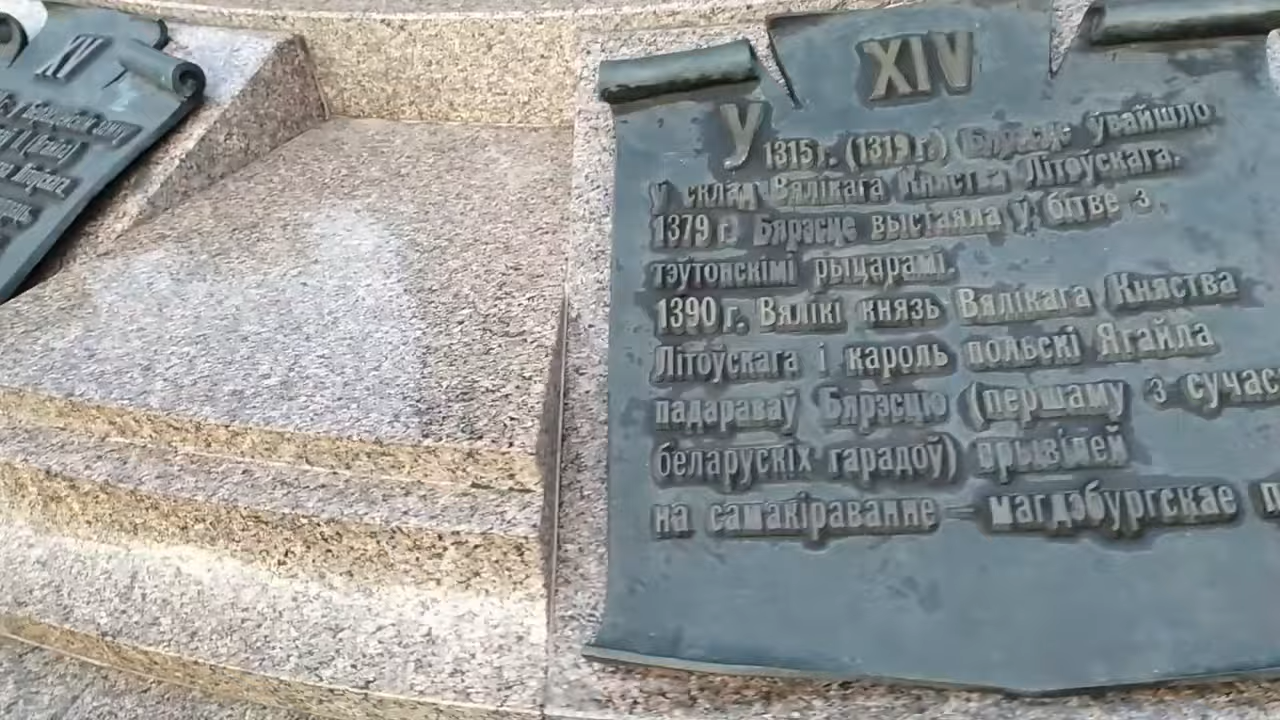 XV
XIV
У 1315 г. (1319 г.) Бярэсце ўвайшло
у склад Вялікага Княства Літоўскага.
1379 г. Бярэсце выстаяла ў бітве з
тэўтонскімі рыцарамі.
1390 г. Вялікі князь Вялікага Княства
Літоўскага і кароль польскі Ягайла
падараваў Бярэсцю (першаму з сучас
беларускіх гарадоў) прывілей
на самакіраванне — магдэбургскае п